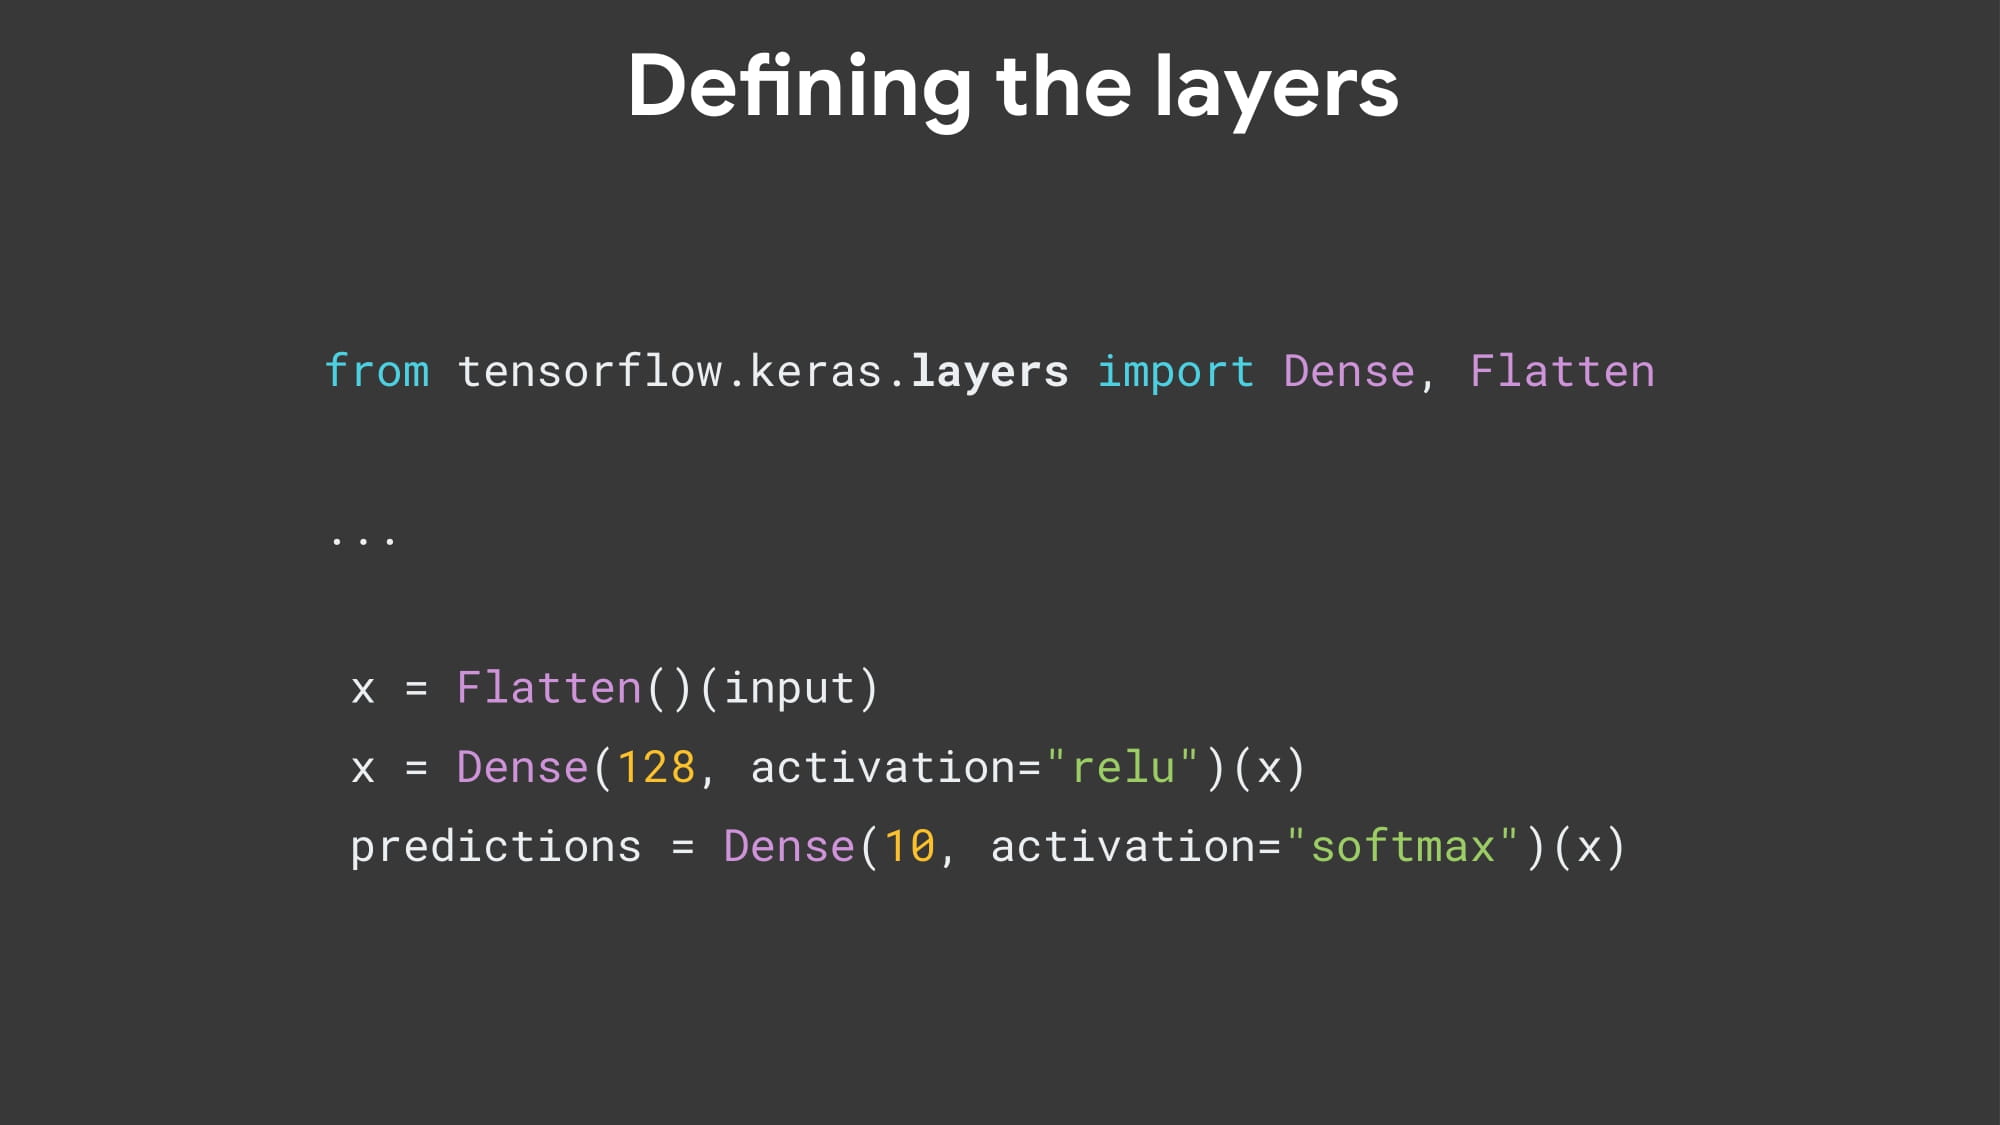 Defining the layers
from tensorflow.keras.layers import Dense, Flatten
...
x = Flatten()(input)
x = Dense(128, activation="relu")(x)
predictions = Dense(10, activation="softmax")(x)